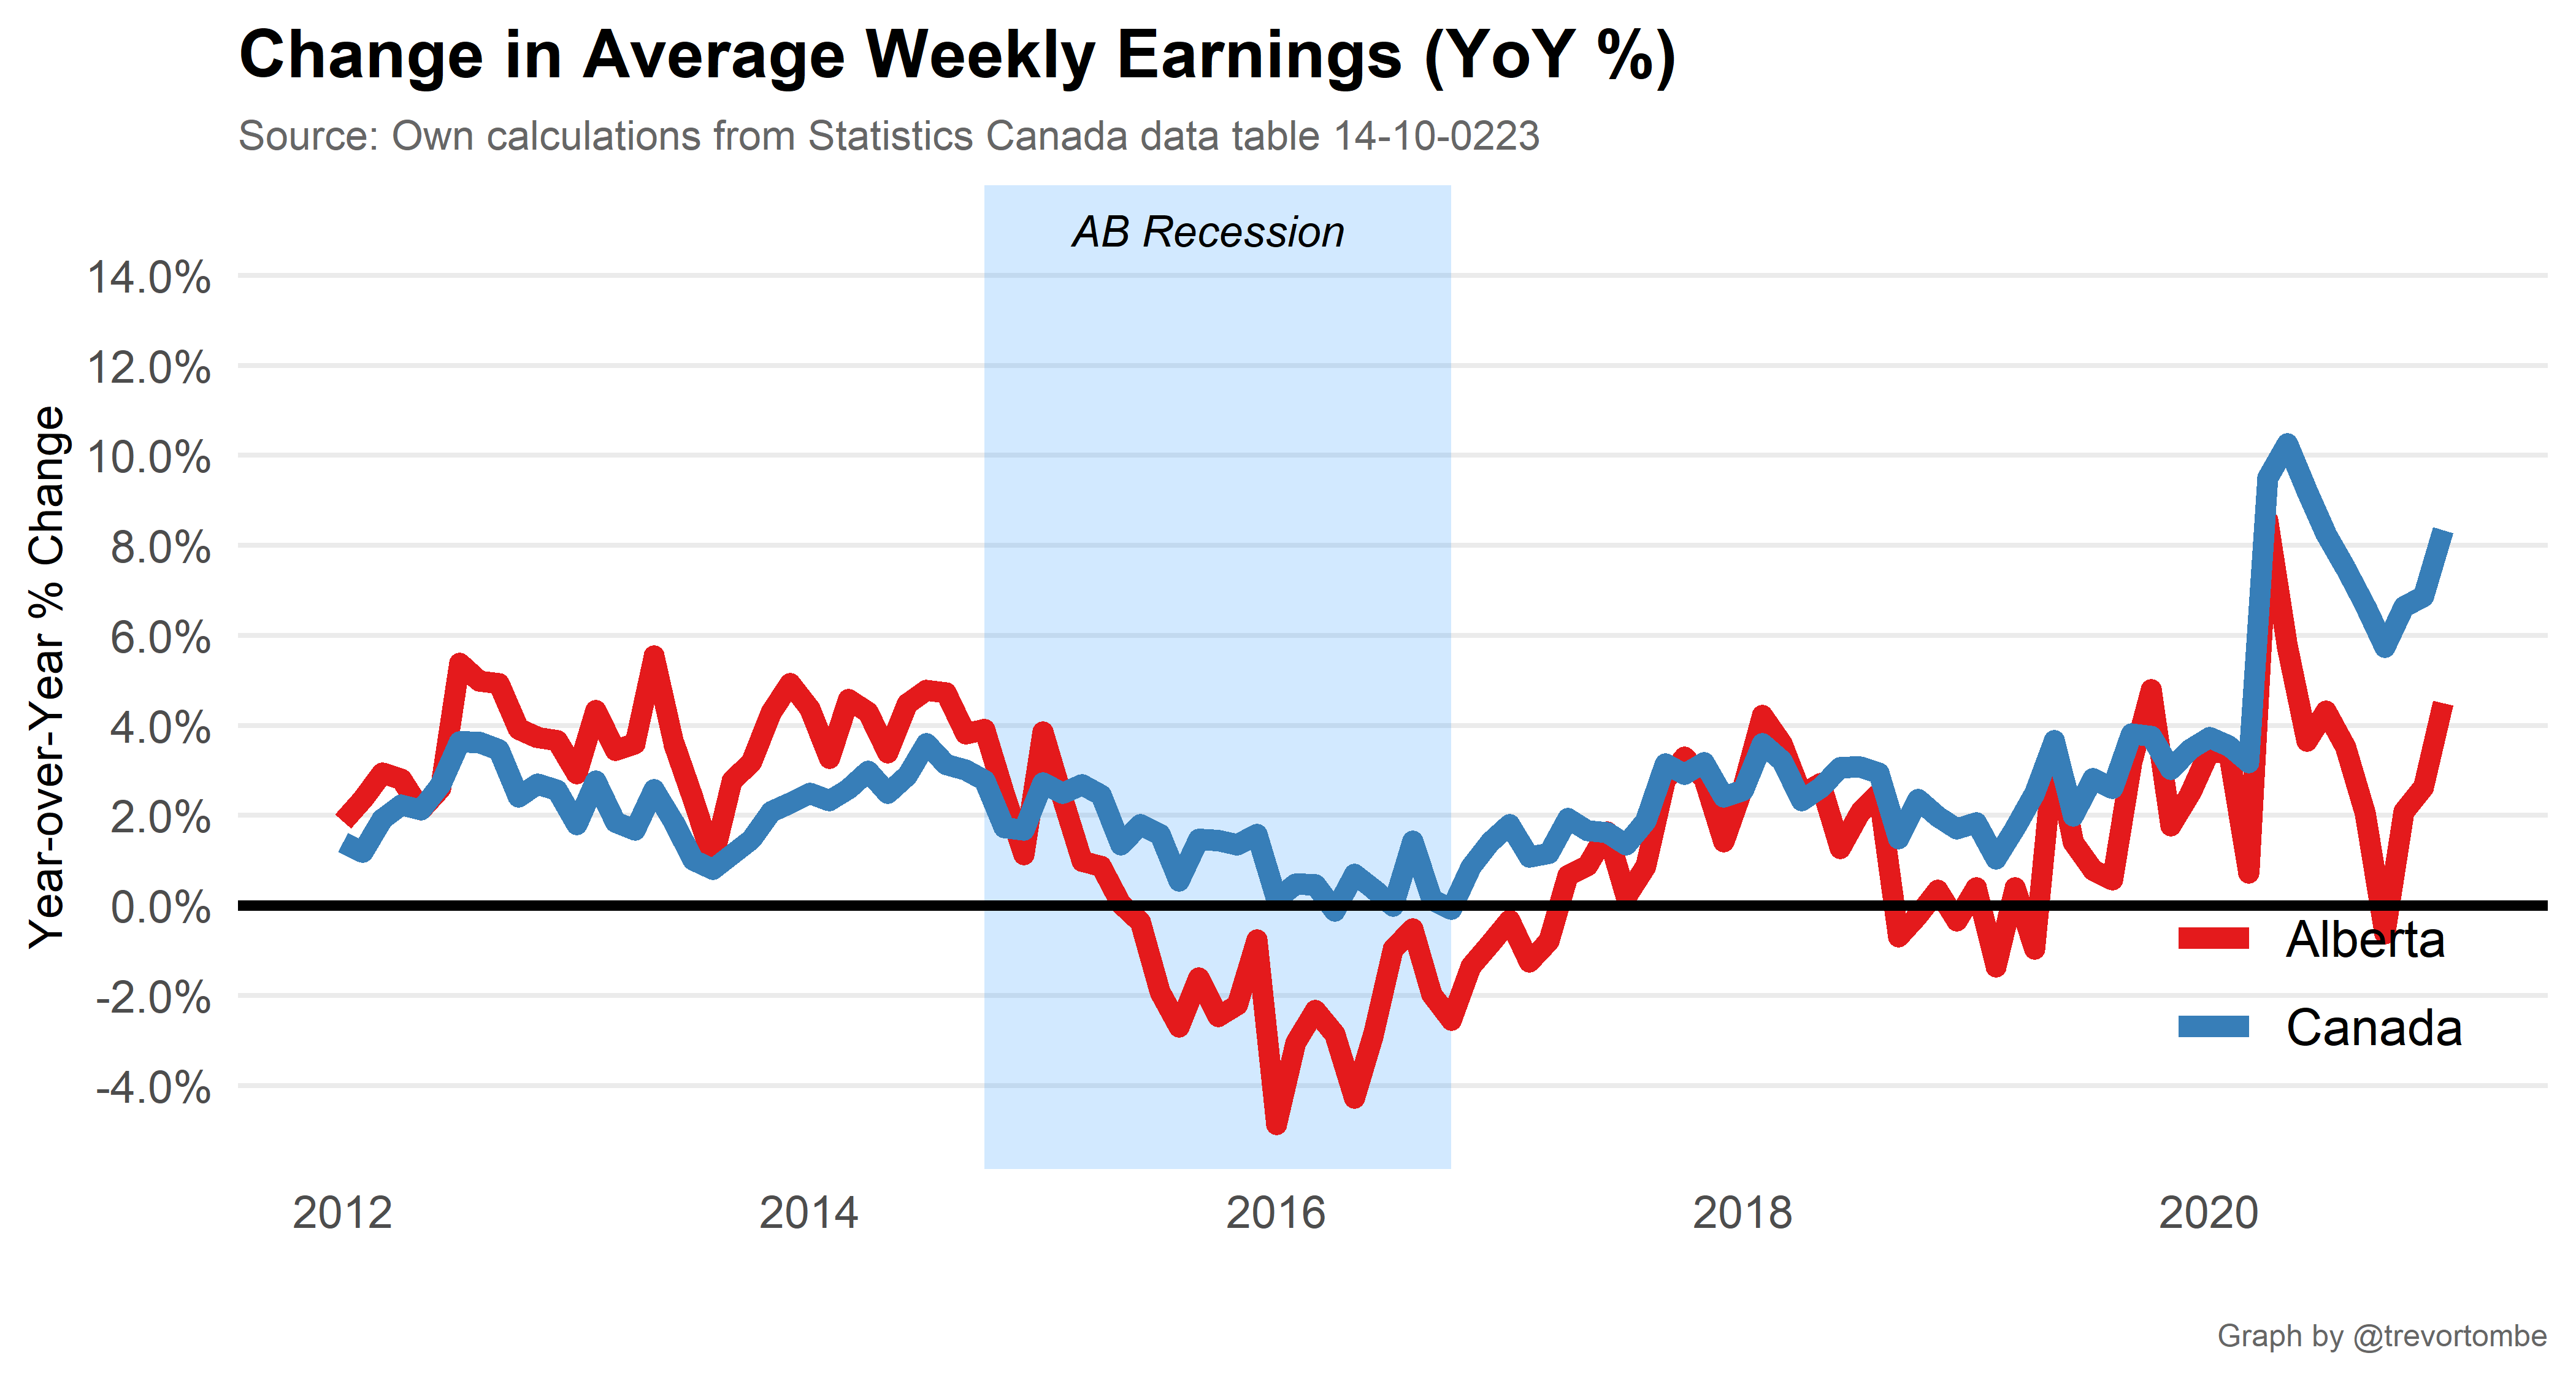 Change in Average Weekly Earnings (YoY %)
Source: Own calculations from Statistics Canada data table 14-10-0223
AB Recession
Year-over-Year % Change
14.0%
12.0%
10.0%
8.0%
6.0%
4.0%
2.0%
0.0%
-2.0%
-4.0%
Alberta
Canada
2012 2014 2016 2018 2020
Graph by @trevortombe